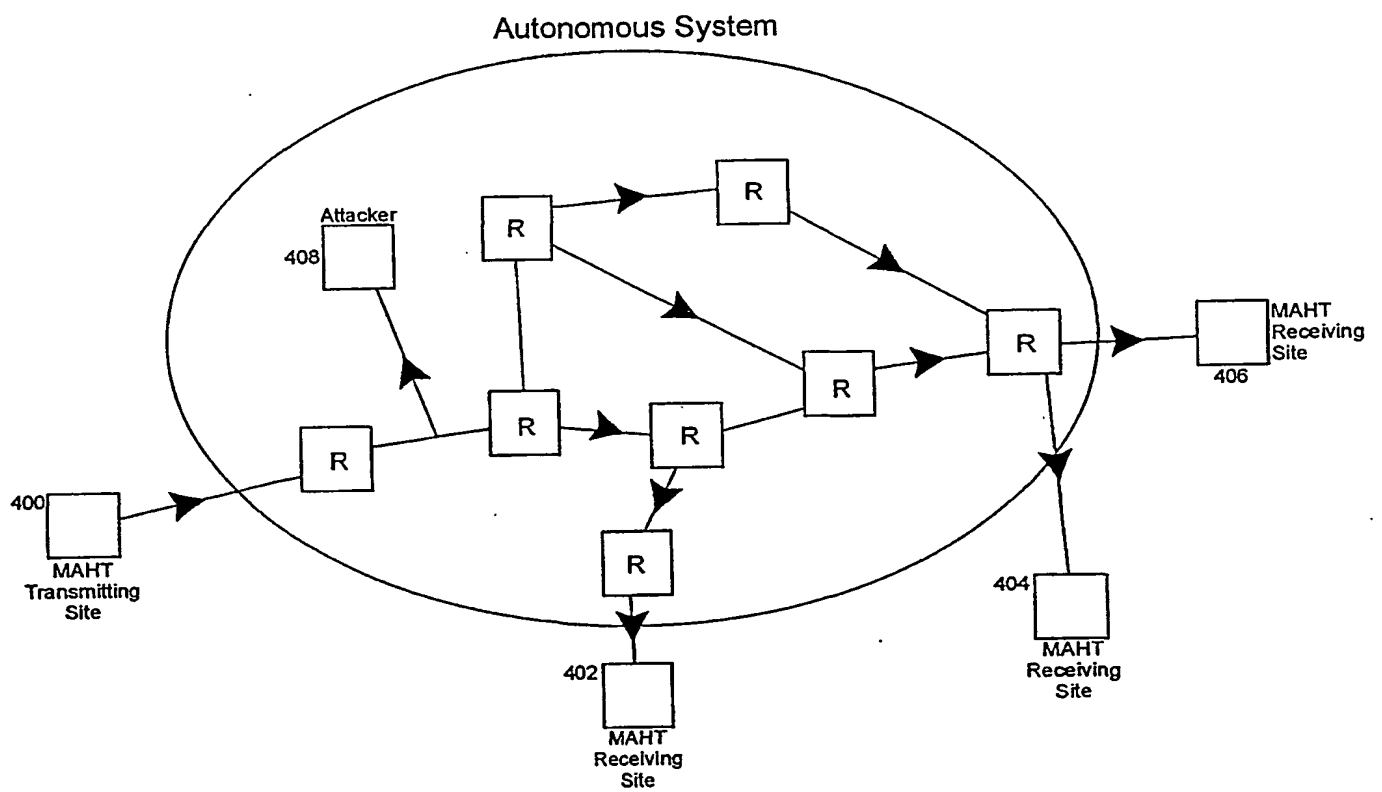 Autonomous System
R
R
Attacker
408
R
MAHT
Receiving
Site
406
R
R
R
R
400
MAHT
Transmitting
Site
R
404
MAHT
Receiving
Site
402
MAHT
Receiving
Site